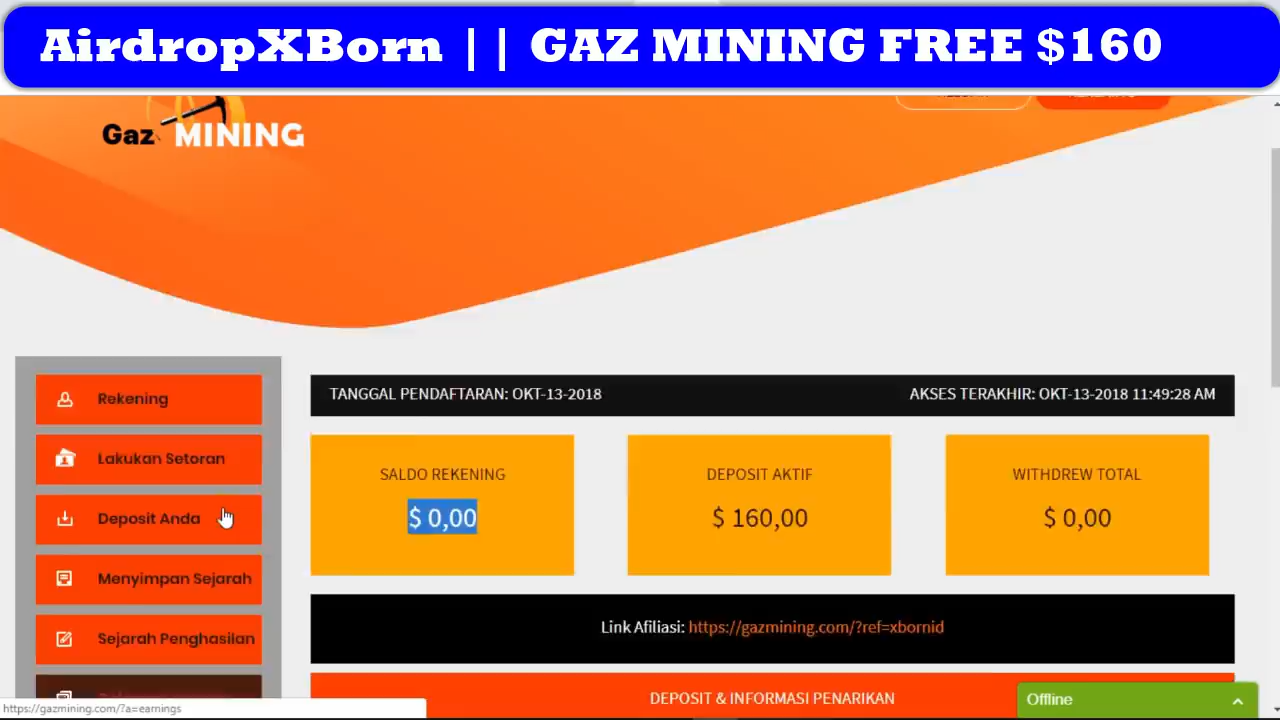 AirdropXBorn || GAZ MINING FREE $160
Gaz MINING
Rekening
Lakukan Setoran
Deposit Anda
Menyimpan Sejarah
Sejarah Penghasilan
TANGGAL PENDAFTARAN: OKT-13-2018
AKSES TERAKHIR: OKT-13-2018 11:49:28 AM
SALDO REKENING
$ 0,00
DEPOSIT AKTIF
$ 160,00
WITHDREW TOTAL
$ 0,00
Link Afiliasi: https://gazmining.com/?ref=xbornid
DEPOSIT & INFORMASI PENARIKAN
Offline
https://gazmining.com/?a=earnings